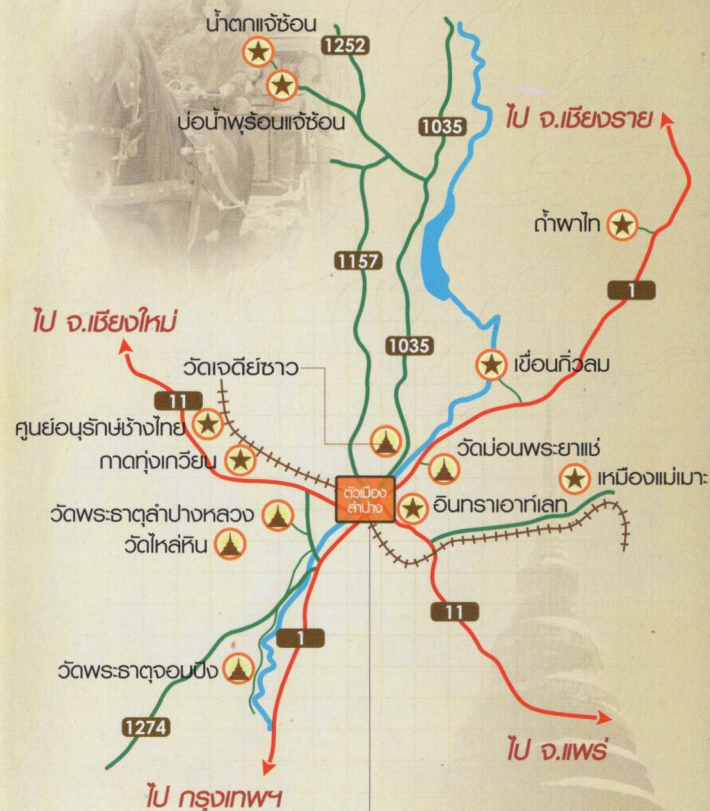 น้ำตกแจ้ซ้อน
1252
บ่อน้ำพุร้อนแจ้ซ้อน
1035
ไป จ.เชียงราย
ถ้ำผาไท
1157
1
ไป จ.เชียงใหม่
1035
วัดเจดีย์ซาว
เขื่อนกิ่วลม
11
ศูนย์อนุรักษ์ช้างไทย
กาดทุ่งเกวียน
วัดม่อนพระยาแช่
เหมืองแม่เมาะ
ตัวเมือง
ลำปาง
อินทราเอาท์เลท
วัดพระธาตุลำปางหลวง
วัดไหล่หิน
11
1
วัดพระธาตุจอมปิง
1274
ไป จ.แพร่
ไป กรุงเทพฯ